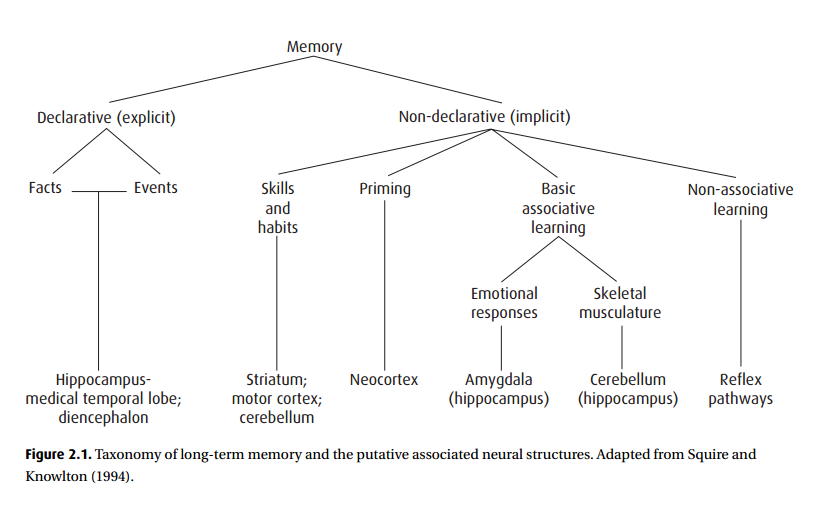 Memory
Declarative (explicit)
Non-declarative (implicit)
Facts
Events
Skills
and
habits
Priming
Basic
associative
learning
Non-associative
learning
Emotional
responses
Skeletal
musculature
Hippocampus-
medical temporal lobe;
diencephalon
Striatum;
motor cortex;
cerebellum
Neocortex
Amygdala
(hippocampus)
Cerebellum
(hippocampus)
Reflex
pathways
Figure 2.1. Taxonomy of long-term memory and the putative associated neural structures. Adapted from Squire and
Knowlton (1994).